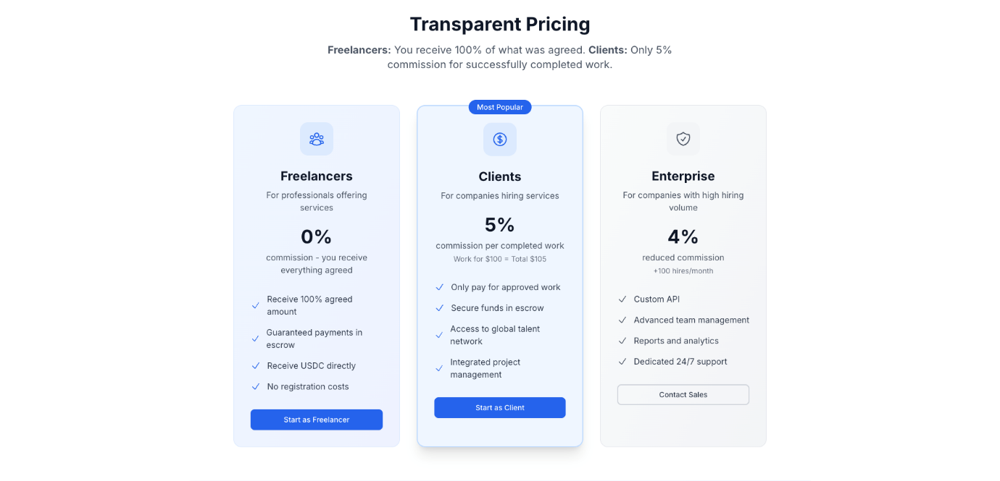 Transparent Pricing
Freelancers: You receive 100% of what was agreed. Clients: Only 5%
commission for successfully completed work.
Freelancers
For professionals offering
services
0%
commission - you receive
everything agreed
Receive 100% agreed
amount
Guaranteed payments in
escrow
Receive USDC directly
No registration costs
Start as Freelancer
Most Popular
Clients
For companies hiring services
5%
commission per completed work
Work for $100 = Total $105
Only pay for approved work
Secure funds in escrow
Access to global talent
network
Integrated project
management
Start as Client
Enterprise
For companies with high hiring
volume
4%
reduced commission
+100 hires/month
Custom API
Advanced team management
Reports and analytics
Dedicated 24/7 support
Contact Sales